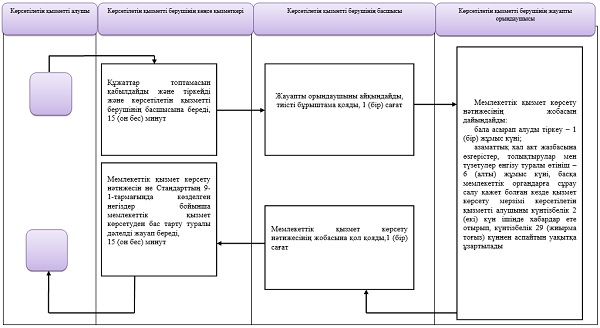 Көрсетілетін қызметті алушы
Көрсетілетін қызметті берушінің кеңсе қызметкері
Көрсетілетін қызметті берушінің басшысы
Көрсетілетін қызметті берушінің жауапты
орындаушысы
Құжаттар топтамасын
қабылдайды және тіркейді
және көрсетілетін қызметті
берушінің басшысына береді,
15 (он бес) минут
Жауапты орындаушыны айқындайды,
тиісті бұрыштама қояды, 1 (бір) сағат
Мемлекеттік қызмет көрсету
нәтижесінің жобасын
дайындайды:
бала асырап алуды тіркеу – 1
(бір) жұмыс күні;
азаматтық хал акт жазбасына
өзгерістер, толықтырулар мен
түзетулер енгізу туралы өтініш –
6 (алты) жұмыс күні, басқа
мемлекеттік органдарға сұрау
салу қажет болған кезде қызмет
көрсету мерзімі көрсетілетін
қызметті алушыны күнтізбелік 2
(екі) күн ішінде хабардар ете
отырып, күнтізбелік 29 (жиырма
тоғыз) күннен аспайтын уақытқа
ұзартылады
Мемлекеттік қызмет көрсету
нәтижесінің жобасына қол қояды,1 (бір)
сағат
Мемлекеттік қызмет көрсету
нәтижесін не Стандарттың 9-
1-тармағында көзделген
негіздер бойынша
мемлекеттік қызмет
көрсетуден бас тарту туралы
дәлелді жауап береді,
15 (он бес) минут